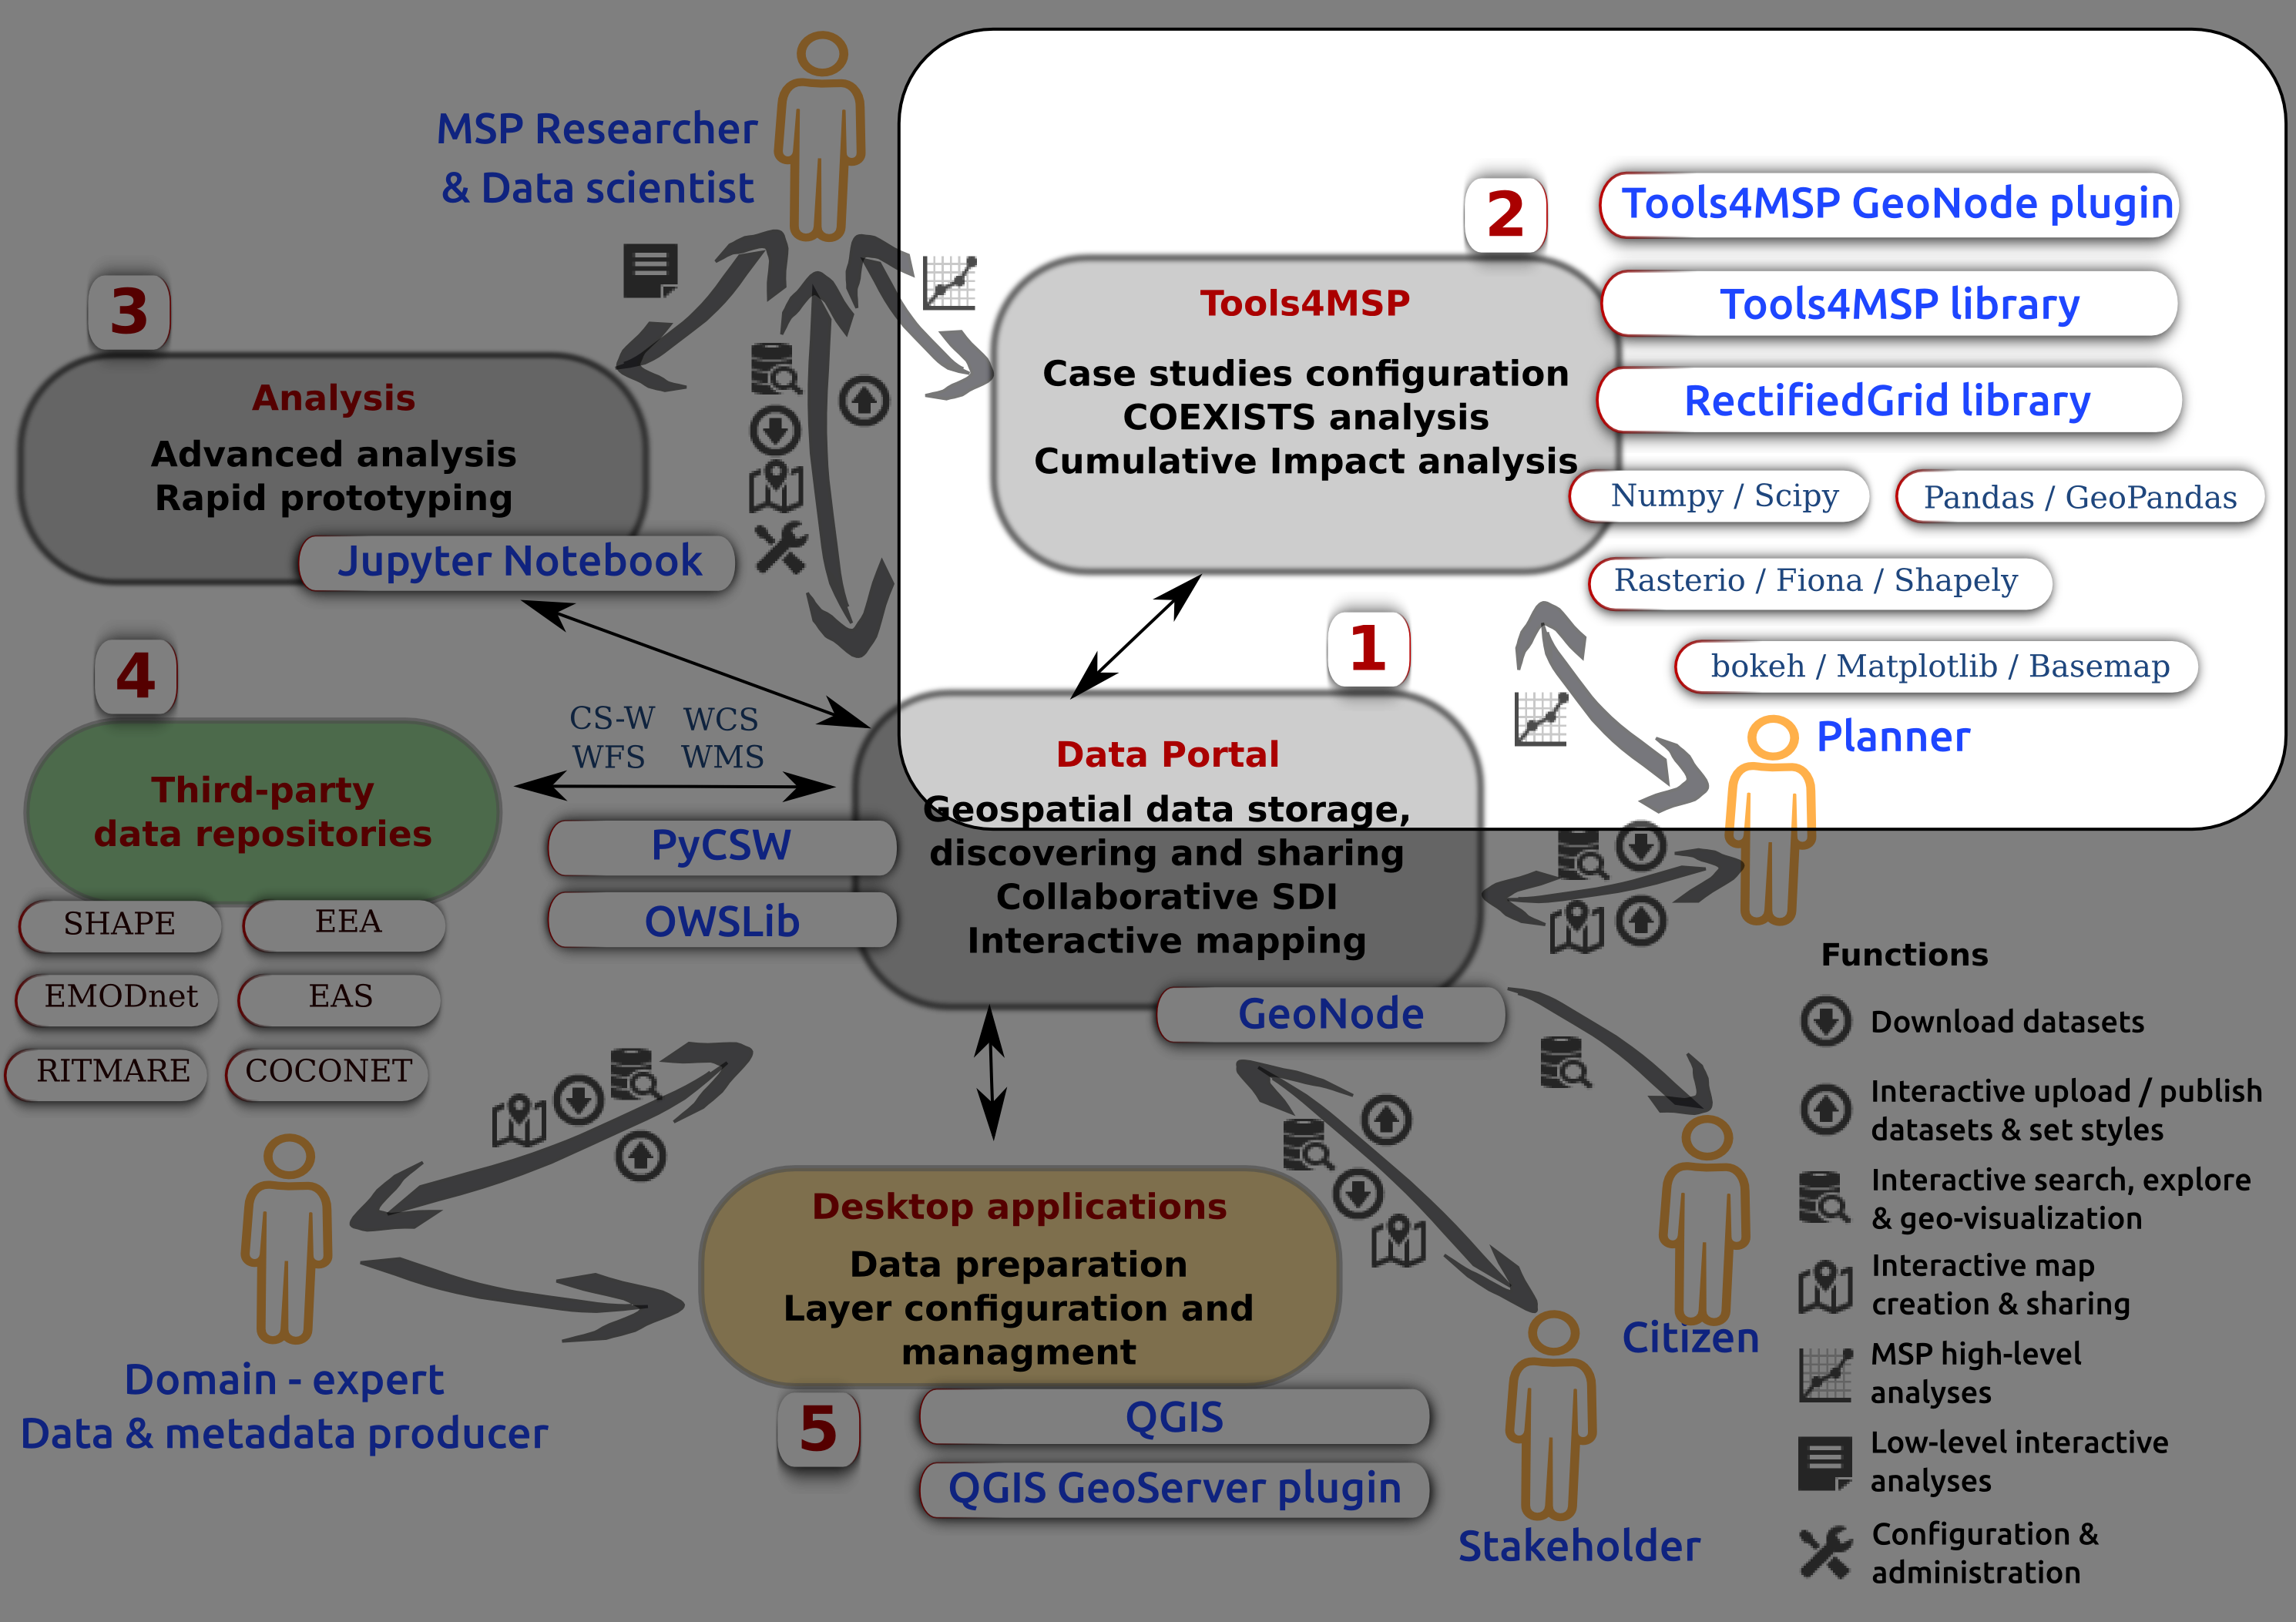 MSP Researcher
& Data scientist
2
Tools4MSP GeoNode plugin
Tools4MSP library
RectifiedGrid library
Numpy / Scipy
Pandas / GeoPandas
Rasterio / Fiona / Shapely
bokeh / Matplotlib / Basemap
Tools4MSP
Case studies configuration
COEXISTS analysis
Cumulative Impact analysis
3
Analysis
Advanced analysis
Rapid prototyping
Jupyter Notebook
4
Third-party
data repositories
SHAPE
EEA
EMODnet
EAS
RITMARE
COCONET
CS-W WCS
WFS WMS
PyCSW
OWSLib
1
Data Portal
Geospatial data storage,
discovering and sharing
Collaborative SDI
Interactive mapping
GeoNode
Planner
Domain - expert
Data & metadata producer
Desktop applications
Data preparation
Layer configuration and
managment
5
QGIS
QGIS GeoServer plugin
Citizen
Stakeholder
Functions
Download datasets
Interactive upload / publish
datasets & set styles
Interactive search, explore
& geo-visualization
Interactive map
creation & sharing
MSP high-level
analyses
Low-level interactive
analyses
Configuration &
administration